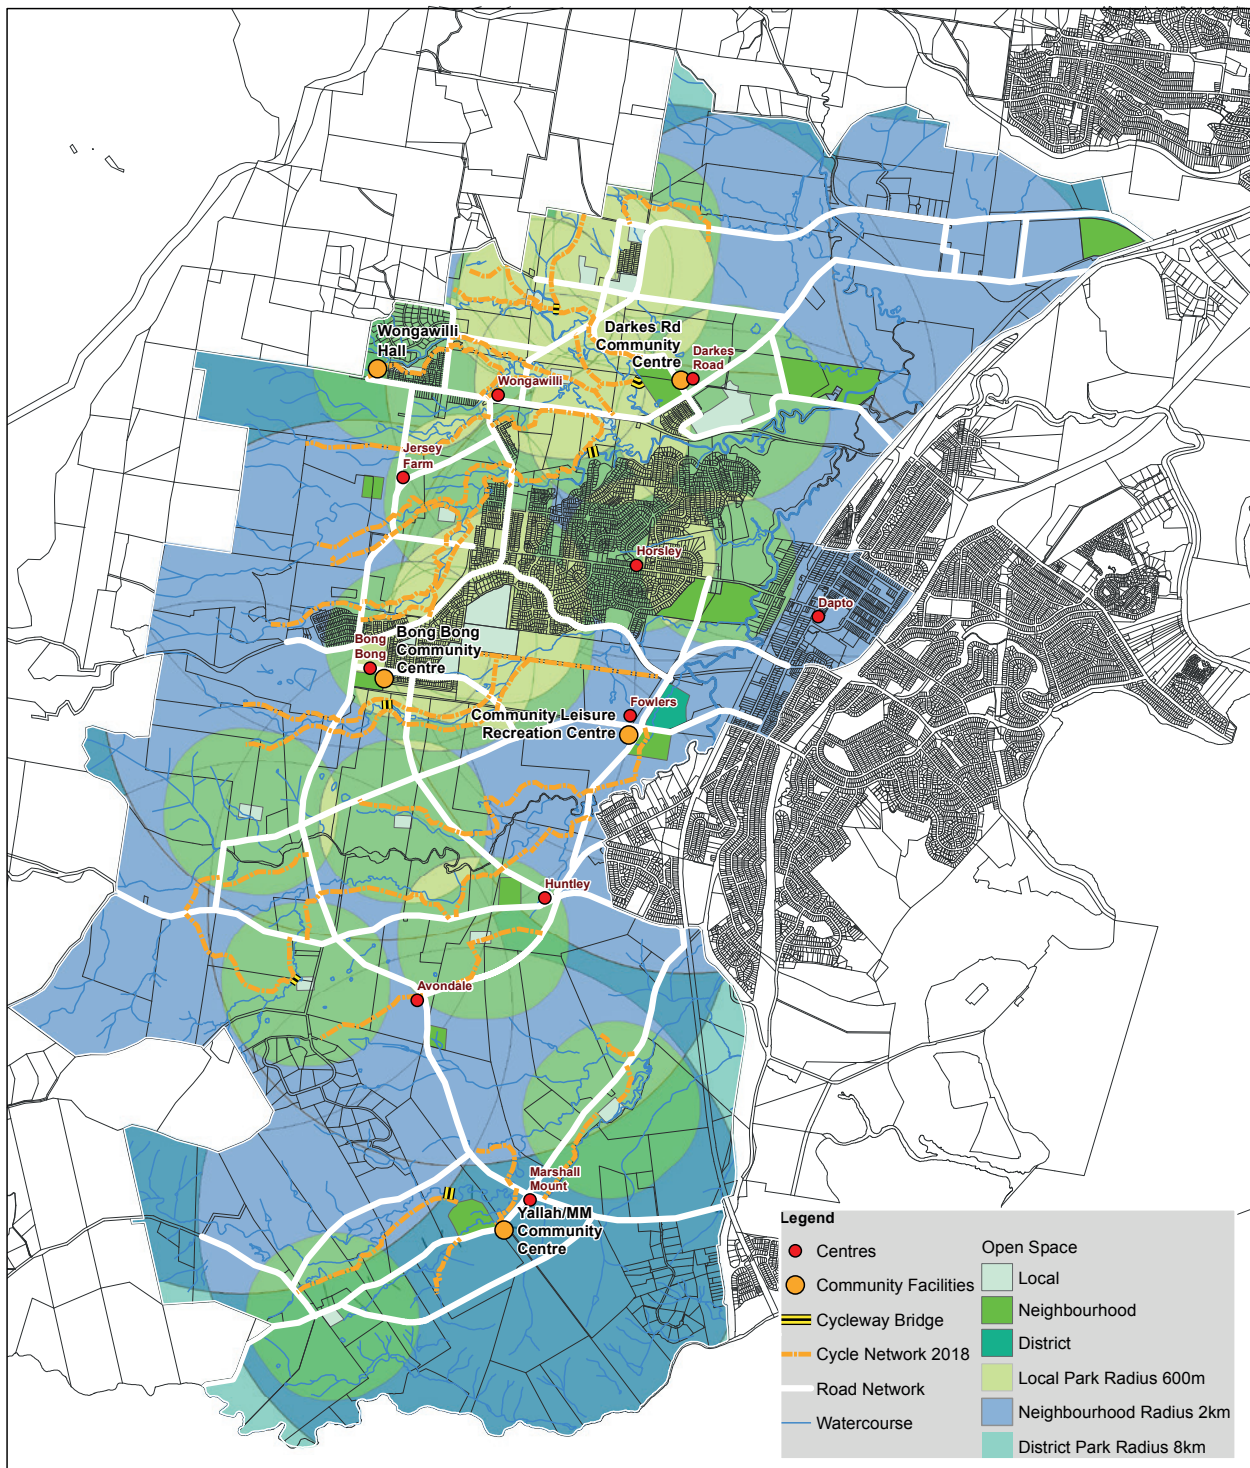 Wongawilli
Hall
Darkes Rd
Community
Centre
Darkes
Road
Wongawilli
Jersey
Farm
Horsley
Dapto
Bong Bong
Community
Centre
Bong
Bong
Fowlers
Community Leisure
Recreation Centre
Huntley
Avondale
Marshall
Mount
Yallah/MM
Community
Centre
Legend
Centres
Community Facilities
Cycleway Bridge
Cycle Network 2018
Road Network
Watercourse
Open Space
Local
Neighbourhood
District
Local Park Radius 600m
Neighbourhood Radius 2km
District Park Radius 8km